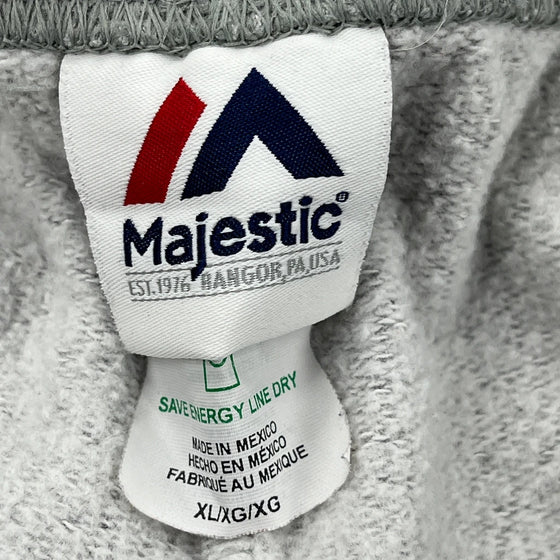 Majestic
EST.1976 BANGOR,PA,USA
SAVE ENERGY LINE DRY
MADE IN MEXICO
HECHO EN MÉXICO
FABRIQUÉ AU MEXIQUE
XL/XG/XG